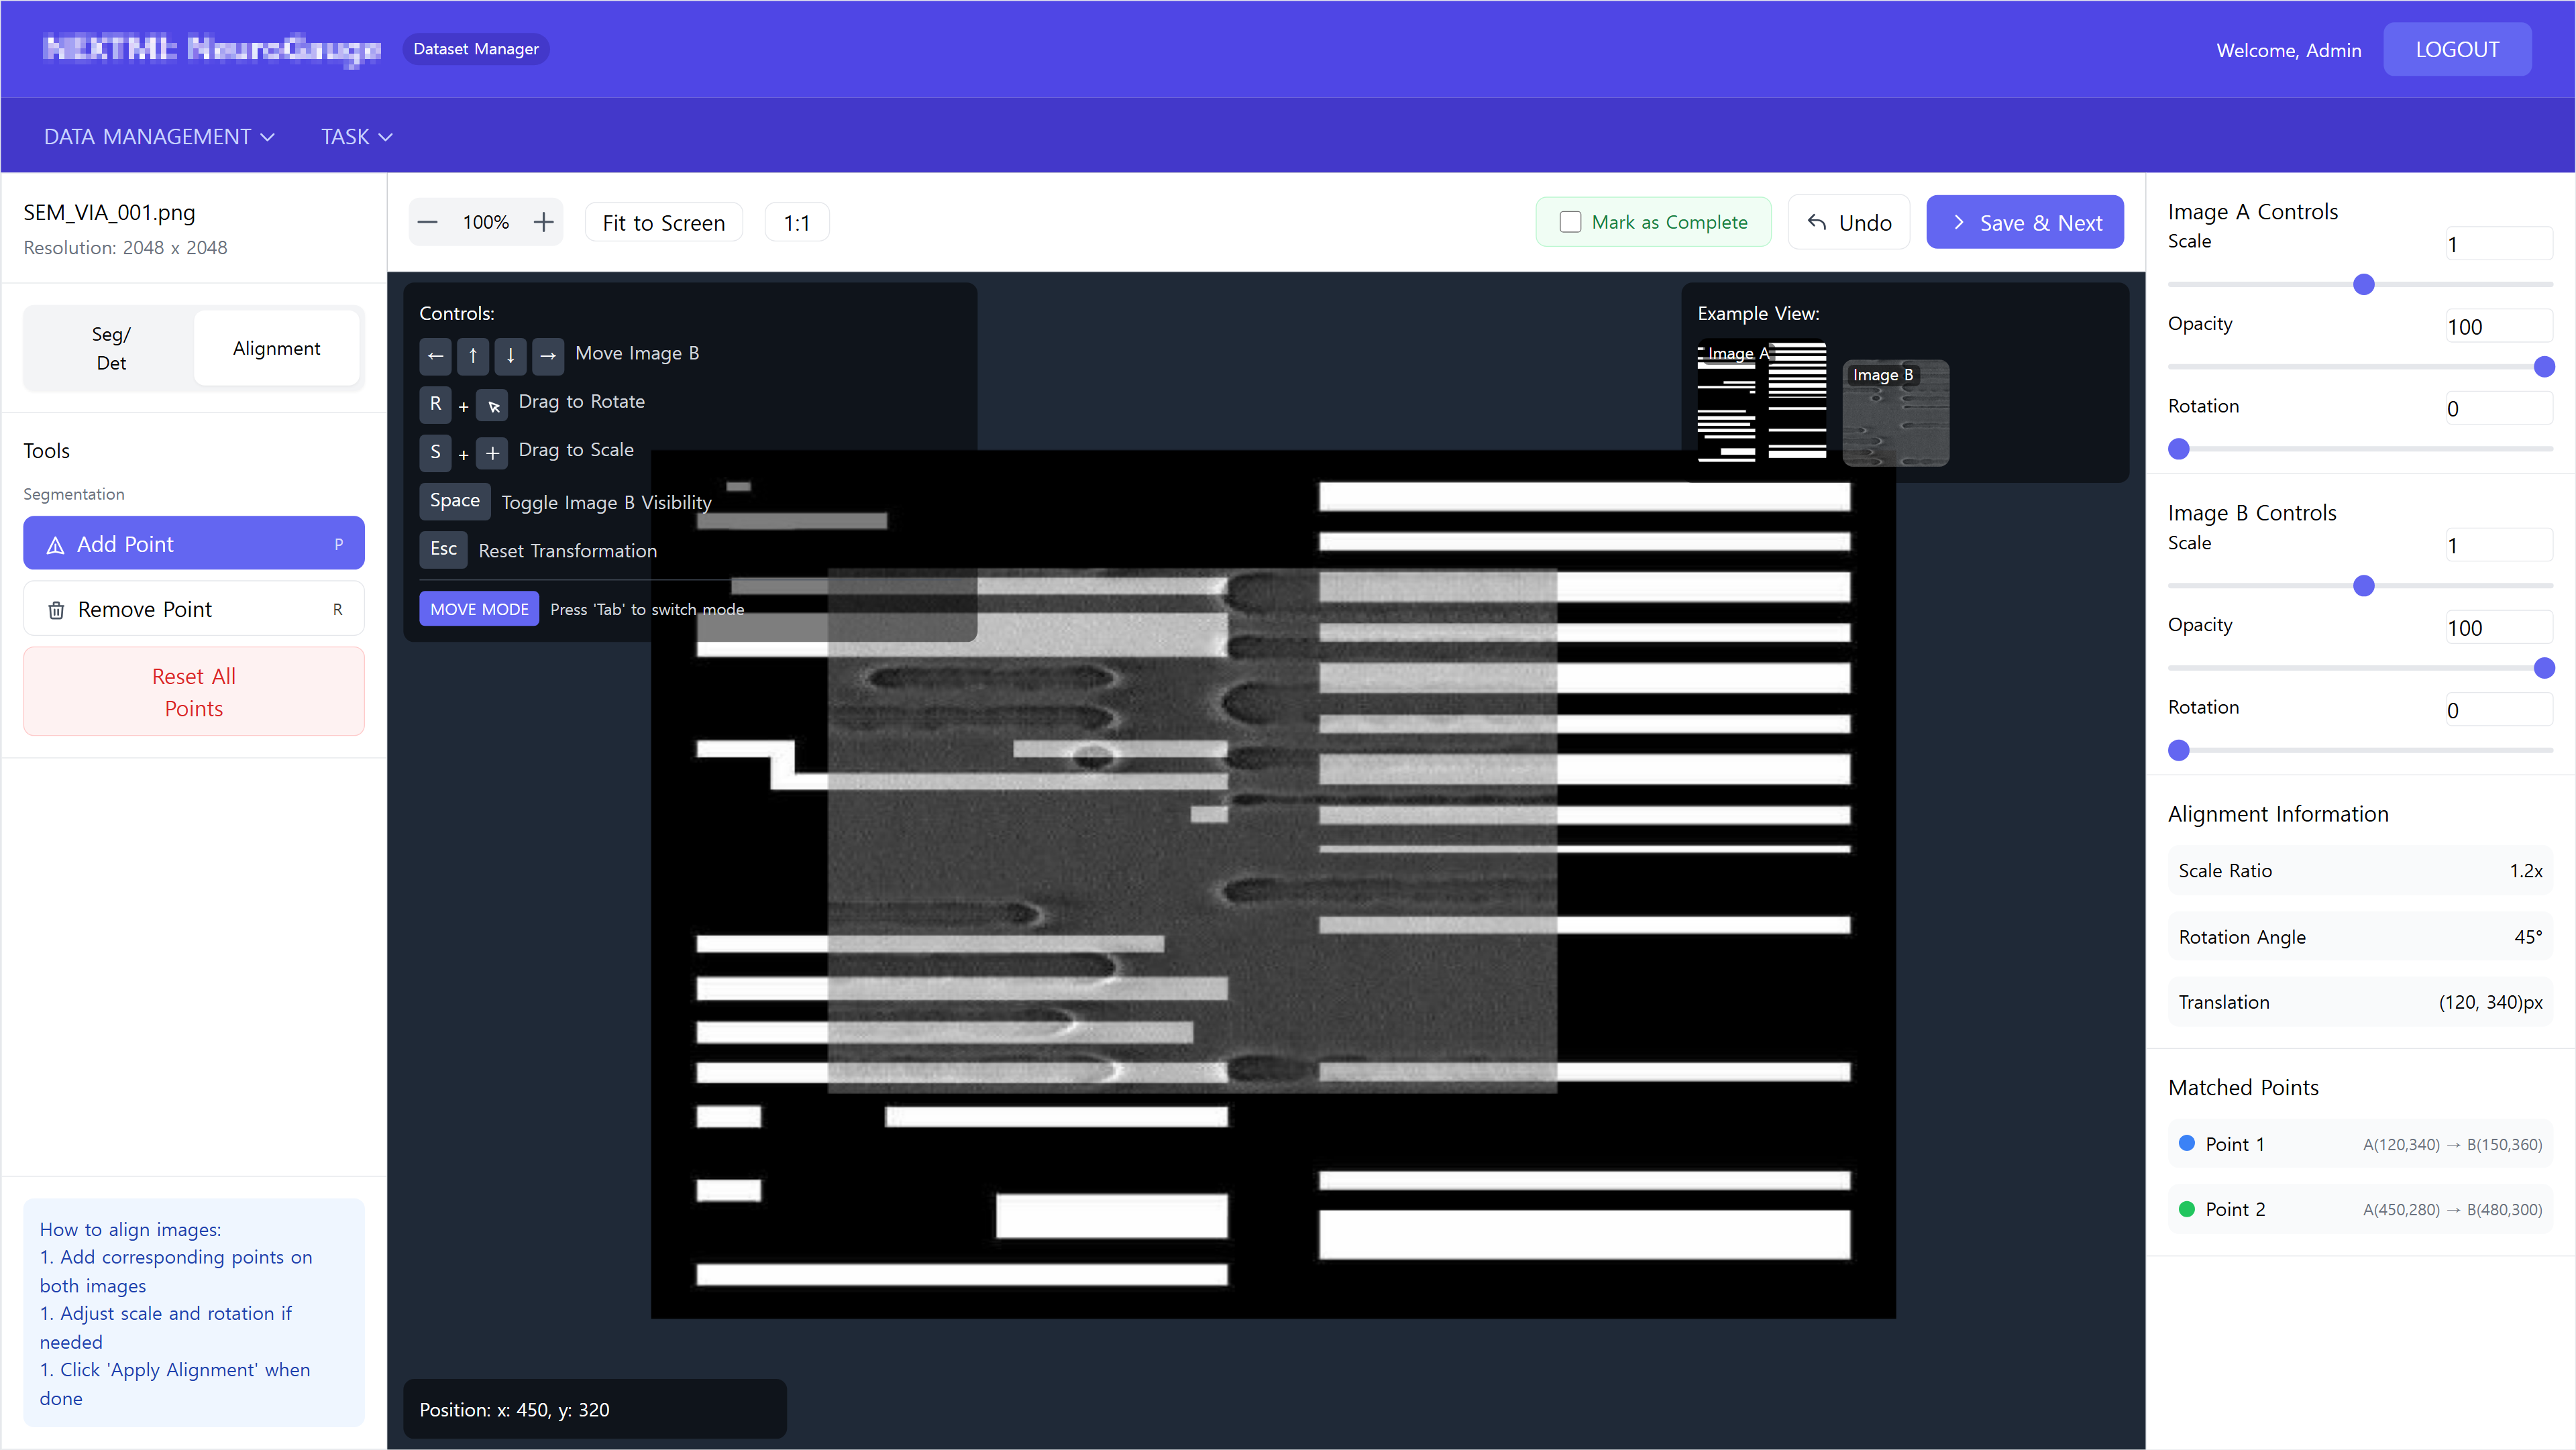 Dataset Manager
Welcome, Admin
LOGOUT
DATA MANAGEMENT
TASK
SEM_VIA_001.png
Resolution: 2048 x 2048
Seg/
Det
Alignment
Tools
Segmentation
Add Point P
Remove Point R
Reset All
Points
How to align images:
1. Add corresponding points on
both images
1. Adjust scale and rotation if
needed
1. Click 'Apply Alignment' when
done
100%
Fit to Screen
1:1
Mark as Complete
Undo
Save & Next
Controls:
← ↑ ↓ → Move Image B
R + Drag to Rotate
S + + Drag to Scale
Space Toggle Image B Visibility
Esc Reset Transformation
MOVE MODE Press 'Tab' to switch mode
Example View:
Image A
Image B
Position: x: 450, y: 320
Image A Controls
Scale 1
Opacity 100
Rotation 0
Image B Controls
Scale 1
Opacity 100
Rotation 0
Alignment Information
Scale Ratio 1.2x
Rotation Angle 45°
Translation (120, 340)px
Matched Points
Point 1 A(120,340) → B(150,360)
Point 2 A(450,280) → B(480,300)